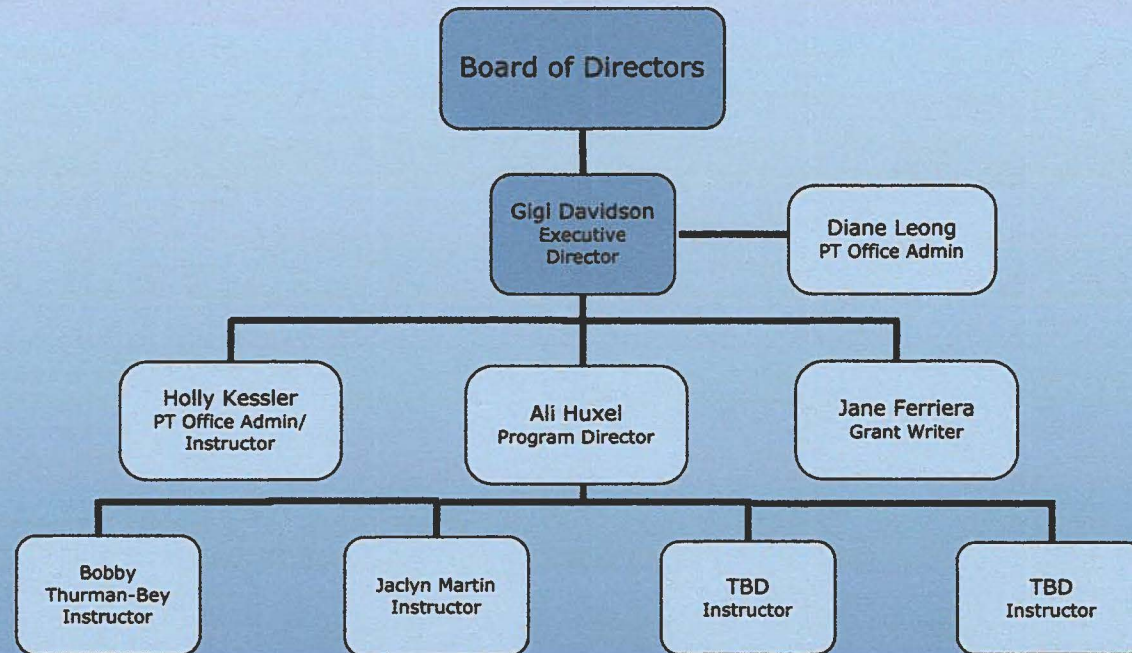 Board of Directors
Gigi Davidson
Executive
Director
Diane Leong
PT Office Admin
Holly Kessler
PT Office Admin/
Instructor
Ali Huxel
Program Director
Jane Ferriera
Grant Writer
Bobby
Thurman-Bey
Instructor
Jaclyn Martin
Instructor
TBD
Instructor
TBD
Instructor